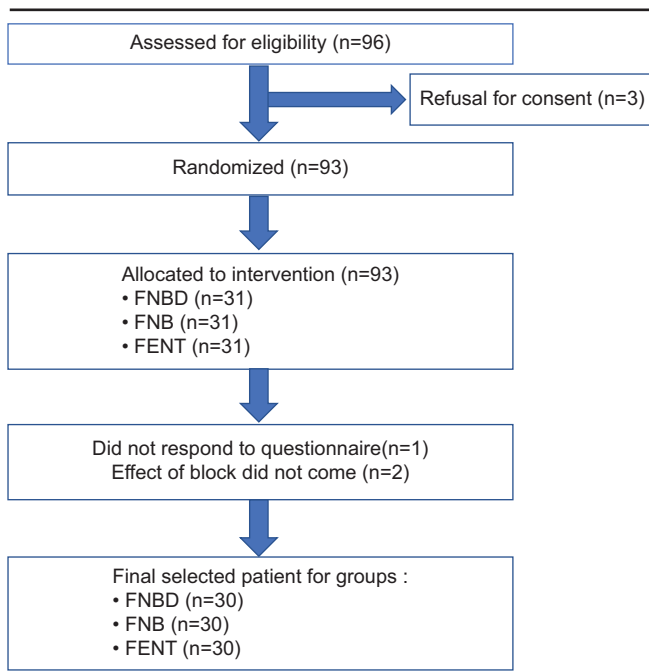 Assessed for eligibility (n=96)
Refusal for consent (n=3)
Randomized (n=93)
Allocated to intervention (n=93)
• FNBD (n=31)
• FNB (n=31)
• FENT (n=31)
Did not respond to questionnaire(n=1)
Effect of block did not come (n=2)
Final selected patient for groups :
• FNBD (n=30)
• FNB (n=30)
• FENT (n=30)